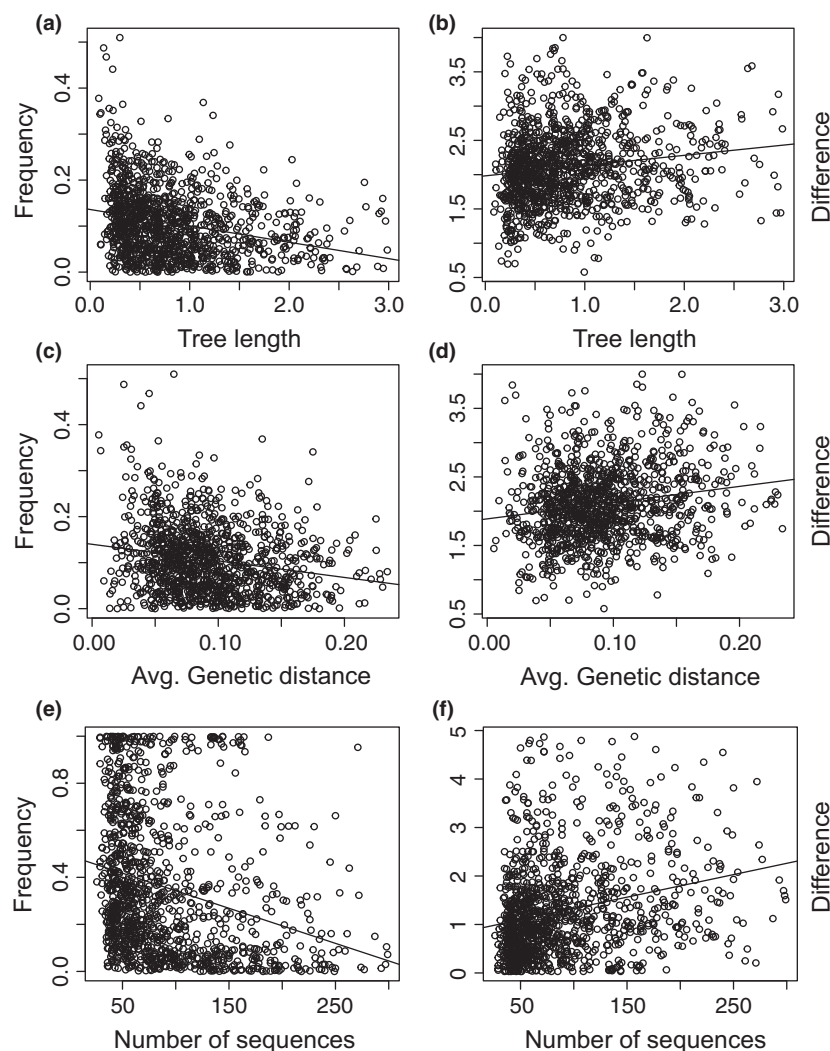 (a)
Frequency
0.0
0.2
0.4
0.0
1.0
2.0
3.0
Tree length
(b)
Difference
0.5
1.5
2.5
3.5
0.0
1.0
2.0
3.0
Tree length
(c)
Frequency
0.0
0.2
0.4
0.00
0.10
0.20
Avg. Genetic distance
(d)
Difference
0.5
1.5
2.5
3.5
0.00
0.10
0.20
Avg. Genetic distance
(e)
Frequency
0.0
0.4
0.8
50
150
250
Number of sequences
(f)
Difference
0
1
2
3
4
5
50
150
250
Number of sequences